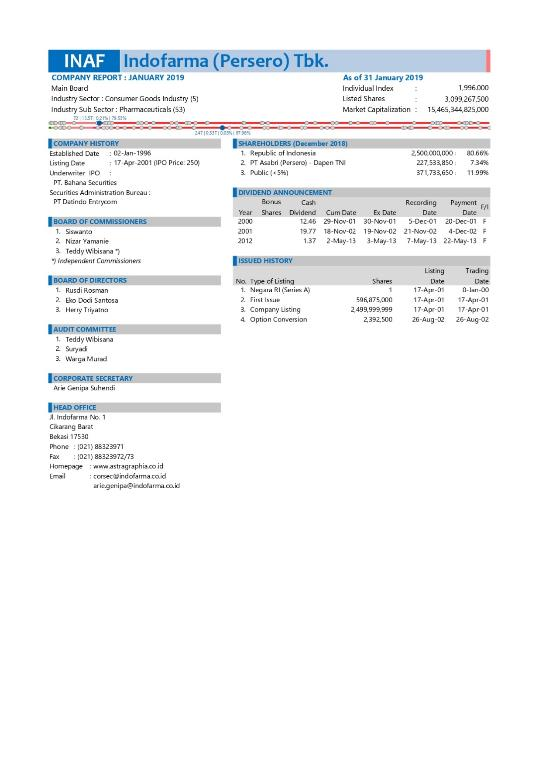 INAF Indofarma (Persero) Tbk.
COMPANY REPORT : JANUARY 2019 As of 31 January 2019
Main Board Individual Index : 1,996.000
Industry Sector : Consumer Goods Industry (5) Listed Shares : 3,099,267,500
Industry Sub Sector : Pharmaceuticals (53) Market Capitalization : 15,465,344,825,000
COMPANY HISTORY
Established Date : 02-Jan-1996
Listing Date : 17-Apr-2001 (IPO Price: 250)
Underwriter IPO :
PT. Bahana Securities
Securities Administration Bureau :
PT Datindo Entrycom
BOARD OF COMMISSIONERS
1. Siswanto
2. Nizar Yamanie
3. Teddy Wibisana *)
*) Independent Commissioners
BOARD OF DIRECTORS
1. Rusdi Rosman
2. Eko Dodi Santosa
3. Herry Triyatno
AUDIT COMMITTEE
1. Teddy Wibisana
2. Suryadi
3. Warga Murad
CORPORATE SECRETARY
Arie Genipa Suhendi
HEAD OFFICE
Jl. Indofarma No. 1
Cikarang Barat
Bekasi 17530
Phone : (021) 88323971
Fax : (021) 88323972/73
Homepage : www.astragraphia.co.id
Email : corsec@indofarma.co.id
arie.genipa@indofarma.co.id
SHAREHOLDERS (December 2018)
1. Republic of Indonesia 2,500,000,000 : 80.66%
2. PT Asabri (Persero) - Dapen TNI 227,533,850 : 7.34%
3. Public (<5%) 371,733,650 : 11.99%
DIVIDEND ANNOUNCEMENT
Bonus Cash Recording Payment F/I
Year Shares Dividend Cum Date Ex Date Date Date
2000 12.46 29-Nov-01 30-Nov-01 5-Dec-01 20-Dec-01 F
2001 19.77 18-Nov-02 19-Nov-02 21-Nov-02 4-Dec-02 F
2012 1.37 2-May-13 3-May-13 7-May-13 22-May-13 F
ISSUED HISTORY
Listing Trading
No. Type of Listing Shares Date Date
1. Negara RI (Series A) 1 17-Apr-01 0-Jan-00
2. First Issue 596,875,000 17-Apr-01 17-Apr-01
3. Company Listing 2,499,999,999 17-Apr-01 17-Apr-01
4. Option Conversion 2,392,500 26-Aug-02 26-Aug-02